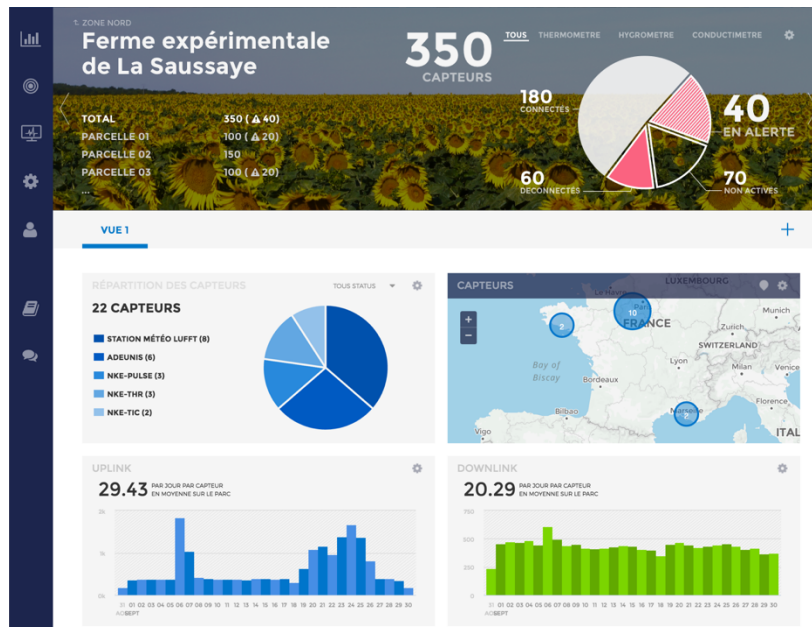 ZONE NORD
Ferme expérimentale
de La Saussaye
TOTAL 350 ( 40)
PARCELLE 01 100 ( 20)
PARCELLE 02 150
PARCELLE 03 100 ( 20)
...
350
CAPTEURS
TOUS THERMOMETRE HYGROMETRE CONDUCTIMETRE
180
CONNECTÉS
40
EN ALERTE
60
DÉCONNECTÉS
70
NON ACTIVÉS
VUE 1
+
RÉPARTITION DES CAPTEURS TOUS STATUS
22 CAPTEURS
STATION MÉTÉO LUFFT (8)
ADEUNIS (6)
NKE-PULSE (3)
NKE-THR (3)
NKE-TIC (2)
CAPTEURS
+
−
LUXEMBOURG
Paris
10
2
FRANCE
Munich
Zurich
SWITZERLAND
Bay of
Biscay
Lyon
Milan
Venice
Bordeaux
Florence
Bilbao
Marseille
Vigo
ITAL
UPLINK
29.43 PAR JOUR PAR CAPTEUR
EN MOYENNE SUR LE PARC
2k
1k
0k
31 01 02 03 04 05 06 07 08 09 10 11 12 13 14 15 16 17 18 19 20 21 22 23 24 25 26 27 28 29 30
AOÛ SEPT
DOWNLINK
20.29 PAR JOUR PAR CAPTEUR
EN MOYENNE SUR LE PARC
750
500
250
0
31 01 02 03 04 05 06 07 08 09 10 11 12 13 14 15 16 17 18 19 20 21 22 23 24 25 26 27 28 29 30
AOÛ SEPT